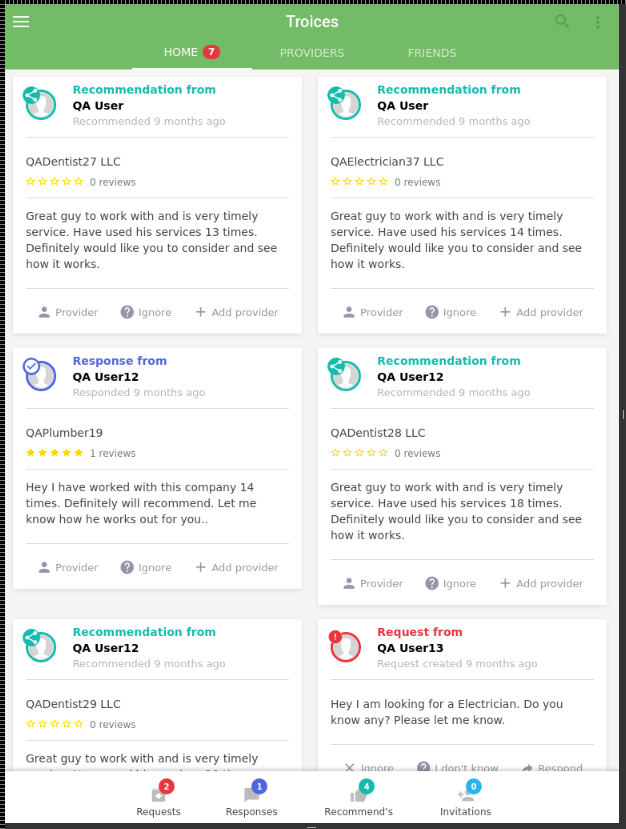 Troices
HOME 7
PROVIDERS
FRIENDS
Recommendation from
QA User
Recommended 9 months ago
QADentist27 LLC
0 reviews
Great guy to work with and is very timely
service. Have used his services 13 times.
Definitely would like you to consider and see
how it works.
Provider
Ignore
Add provider
Recommendation from
QA User
Recommended 9 months ago
QAElectrician37 LLC
0 reviews
Great guy to work with and is very timely
service. Have used his services 14 times.
Definitely would like you to consider and see
how it works.
Provider
Ignore
Add provider
Response from
QA User12
Responded 9 months ago
QAPlumber19
1 reviews
Hey I have worked with this company 14
times. Definitely will recommend. Let me
know how he works out for you..
Provider
Ignore
Add provider
Recommendation from
QA User12
Recommended 9 months ago
QADentist28 LLC
0 reviews
Great guy to work with and is very timely
service. Have used his services 18 times.
Definitely would like you to consider and see
how it works.
Provider
Ignore
Add provider
Recommendation from
QA User12
Recommended 9 months ago
QADentist29 LLC
0 reviews
Great guy to work with and is very timely
Request from
QA User13
Request created 9 months ago
Hey I am looking for a Electrician. Do you
know any? Please let me know.
Ignore
I don't know
Respond
2
Requests
1
Responses
4
Recommend's
0
Invitations